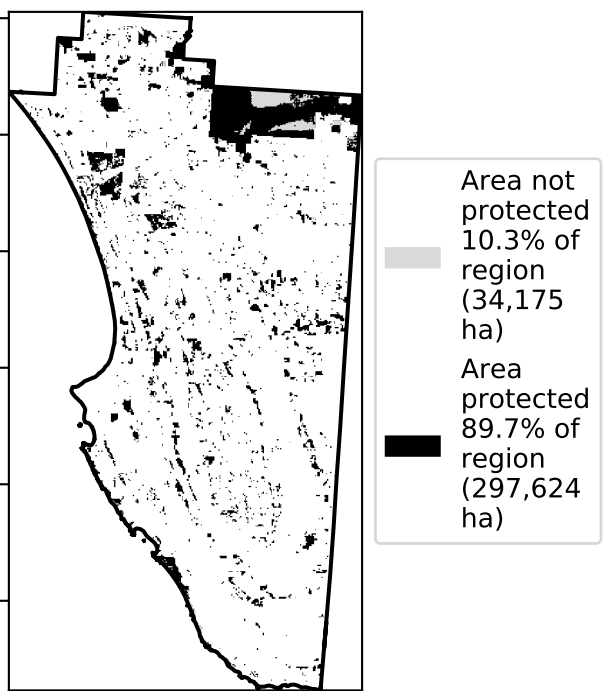 Area not
protected
10.3% of
region
(34,175
ha)
Area
protected
89.7% of
region
(297,624
ha)